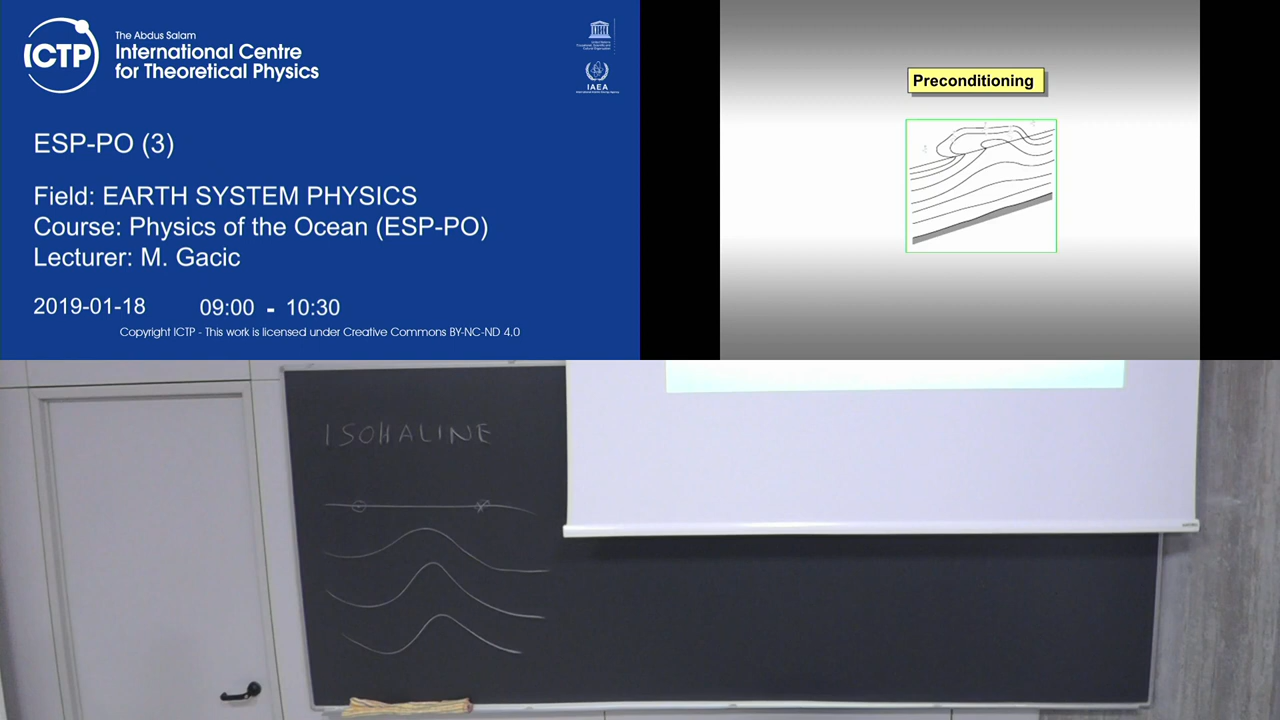 The Abdus Salam
International Centre
for Theoretical Physics
ICTP
IAEA
ESP-PO (3)
Field: EARTH SYSTEM PHYSICS
Course: Physics of the Ocean (ESP-PO)
Lecturer: M. Gacic
2019-01-18 09:00 - 10:30
Copyright ICTP - This work is licensed under Creative Commons BY-NC-ND 4.0
Preconditioning
ISOHALINE